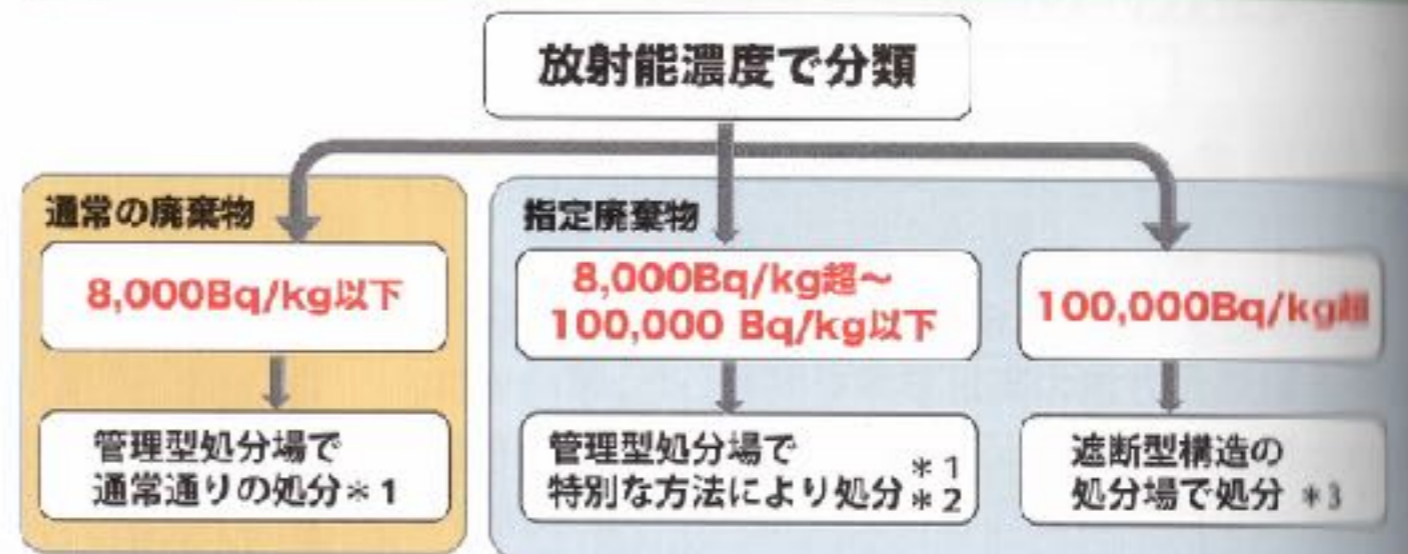 放射能濃度で分類
通常の廃棄物
8,000Bq/kg以下
管理型処分場で
通常通りの処分*1
指定廃棄物
8,000Bq/kg超～
100,000 Bq/kg以下
管理型処分場で
特別な方法により処分*1
*2
100,000Bq/kg超
遮断型構造の
処分場で処分 *3